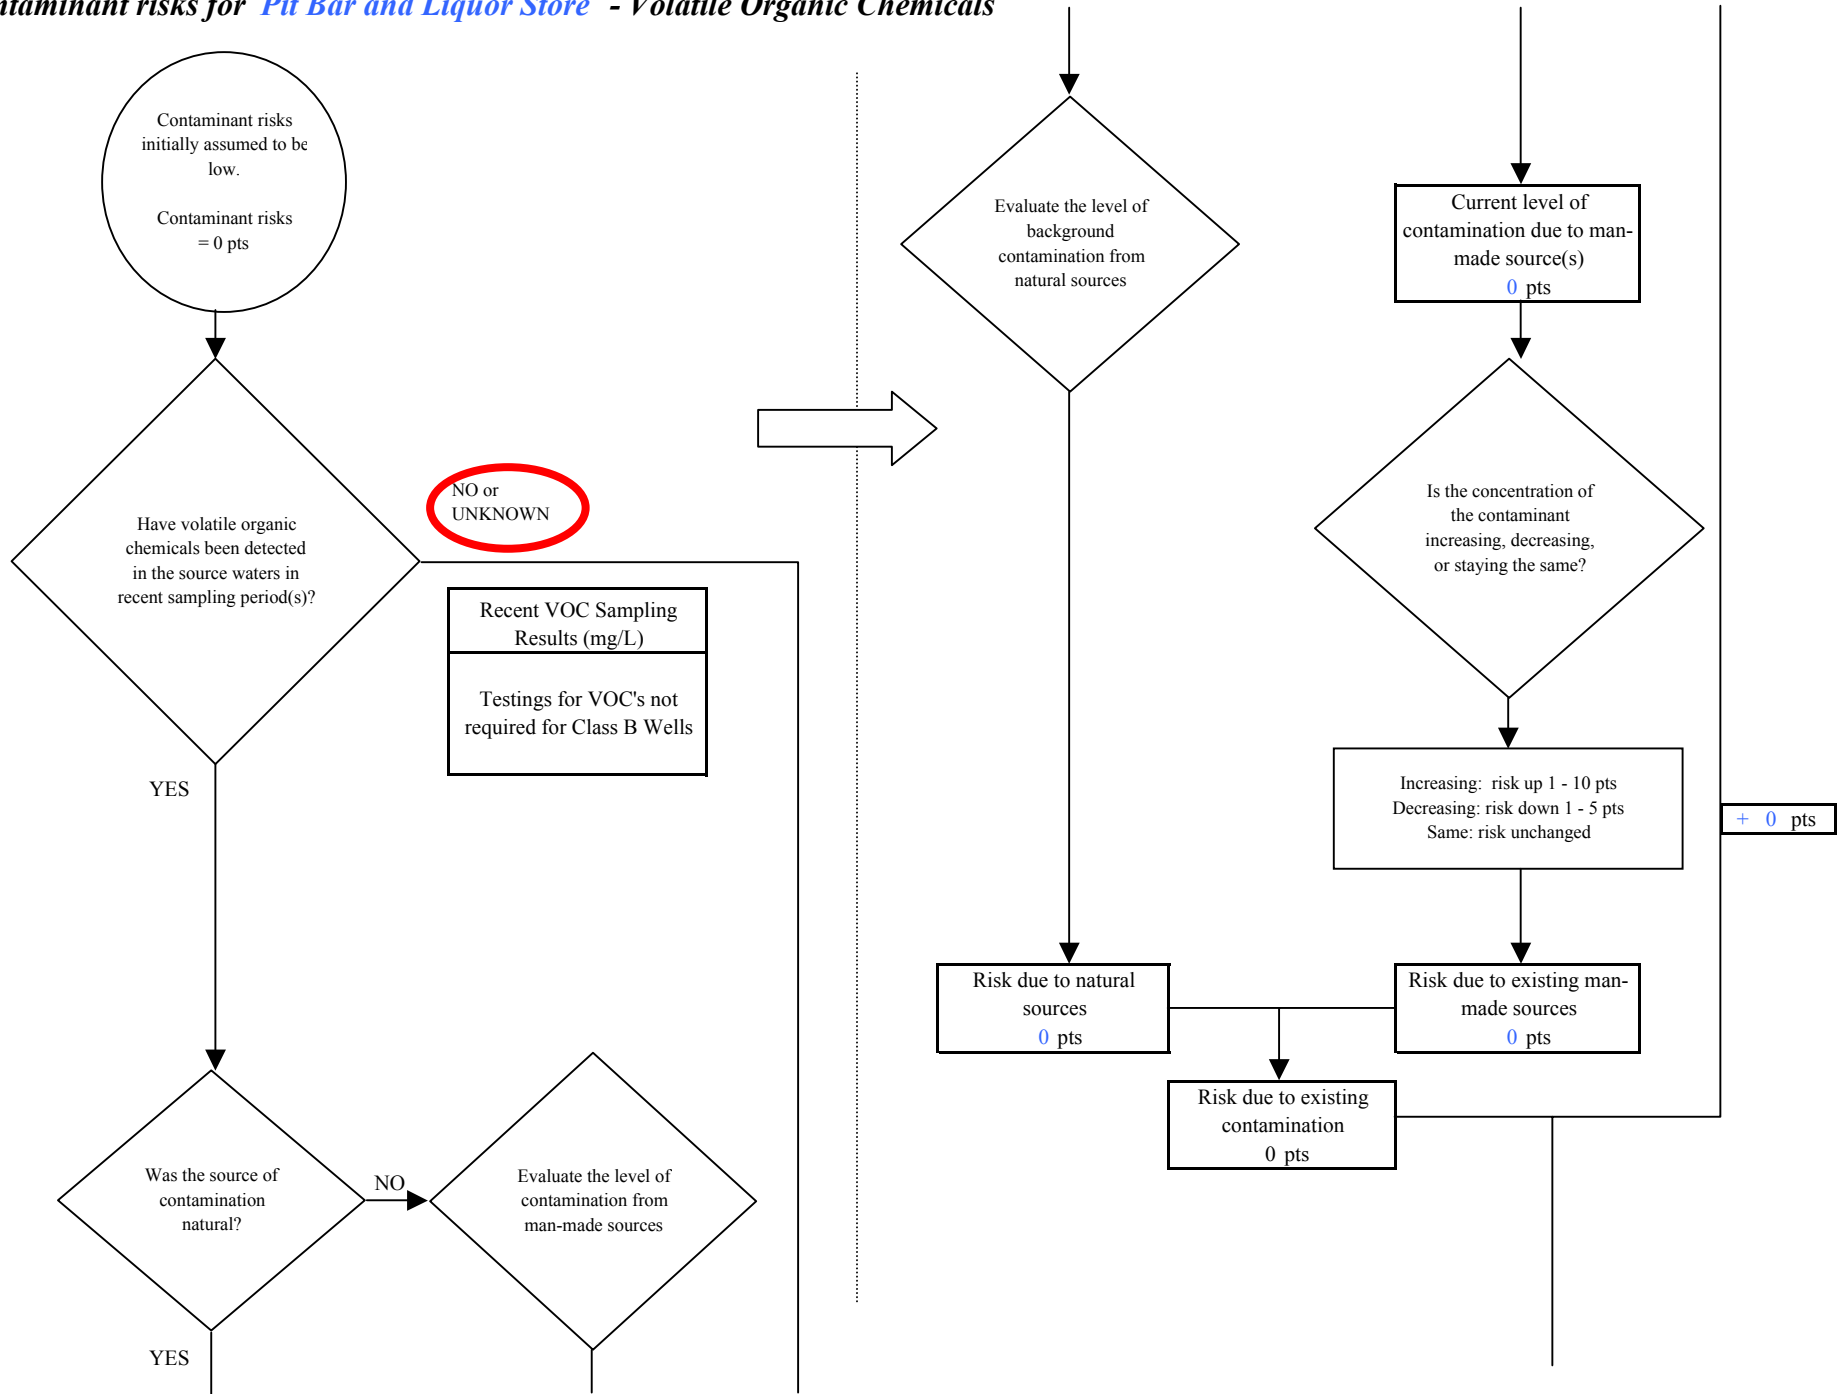 ntaminant risks for Pit Bar and Liquor Store - Volatile Organic Chemicals
Contaminant risks
initially assumed to be
low.
Contaminant risks
= 0 pts
Have volatile organic
chemicals been detected
in the source waters in
recent sampling period(s)?
NO or
UNKNOWN
Recent VOC Sampling
Results (mg/L)
Testings for VOC's not
required for Class B Wells
YES
Was the source of
contamination
natural?
NO
Evaluate the level of
contamination from
man-made sources
YES
Evaluate the level of
background
contamination from
natural sources
Current level of
contamination due to man-
made source(s)
0 pts
Is the concentration of
the contaminant
increasing, decreasing,
or staying the same?
Increasing: risk up 1 - 10 pts
Decreasing: risk down 1 - 5 pts
Same: risk unchanged
+ 0 pts
Risk due to natural
sources
0 pts
Risk due to existing man-
made sources
0 pts
Risk due to existing
contamination
0 pts